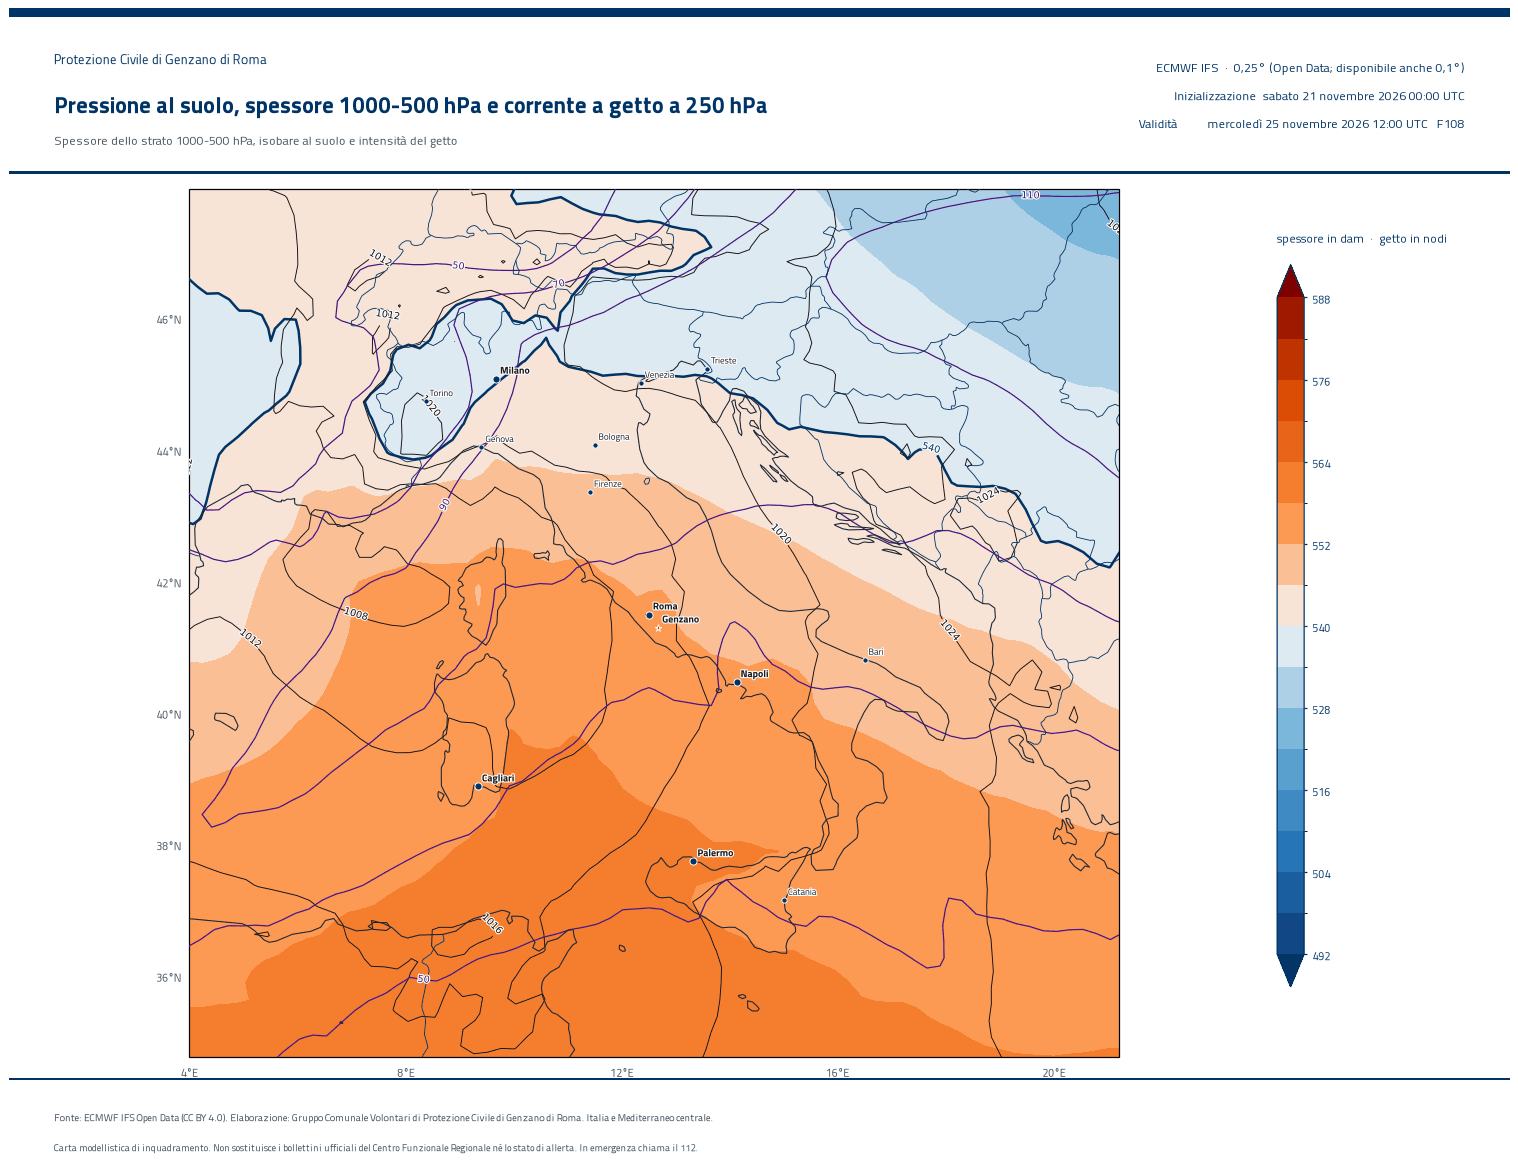 Protezione Civile di Genzano di Roma
Pressione al suolo, spessore 1000-500 hPa e corrente a getto a 250 hPa
Spessore dello strato 1000-500 hPa, isobare al suolo e intensità del getto
ECMWF IFS · 0,25° (Open Data; disponibile anche 0,1°)
Inizializzazione sabato 21 novembre 2026 00:00 UTC
Validità mercoledì 25 novembre 2026 12:00 UTC F108
spessore in dam · getto in nodi
588
576
564
552
540
528
516
504
492
46°N
44°N
42°N
40°N
38°N
36°N
4°E
8°E
12°E
16°E
20°E
110
1012
50
70
1012
Milano
Torino
1020
Venezia
Trieste
Genova
Bologna
Firenze
540
1024
90
1020
1008
1012
Roma
Genzano
1024
Bari
Napoli
Cagliari
Palermo
Catania
1016
50
Fonte: ECMWF IFS Open Data (CC BY 4.0). Elaborazione: Gruppo Comunale Volontari di Protezione Civile di Genzano di Roma. Italia e Mediterraneo centrale.
Carta modellistica di inquadramento. Non sostituisce i bollettini ufficiali del Centro Funzionale Regionale né lo stato di allerta. In emergenza chiama il 112.